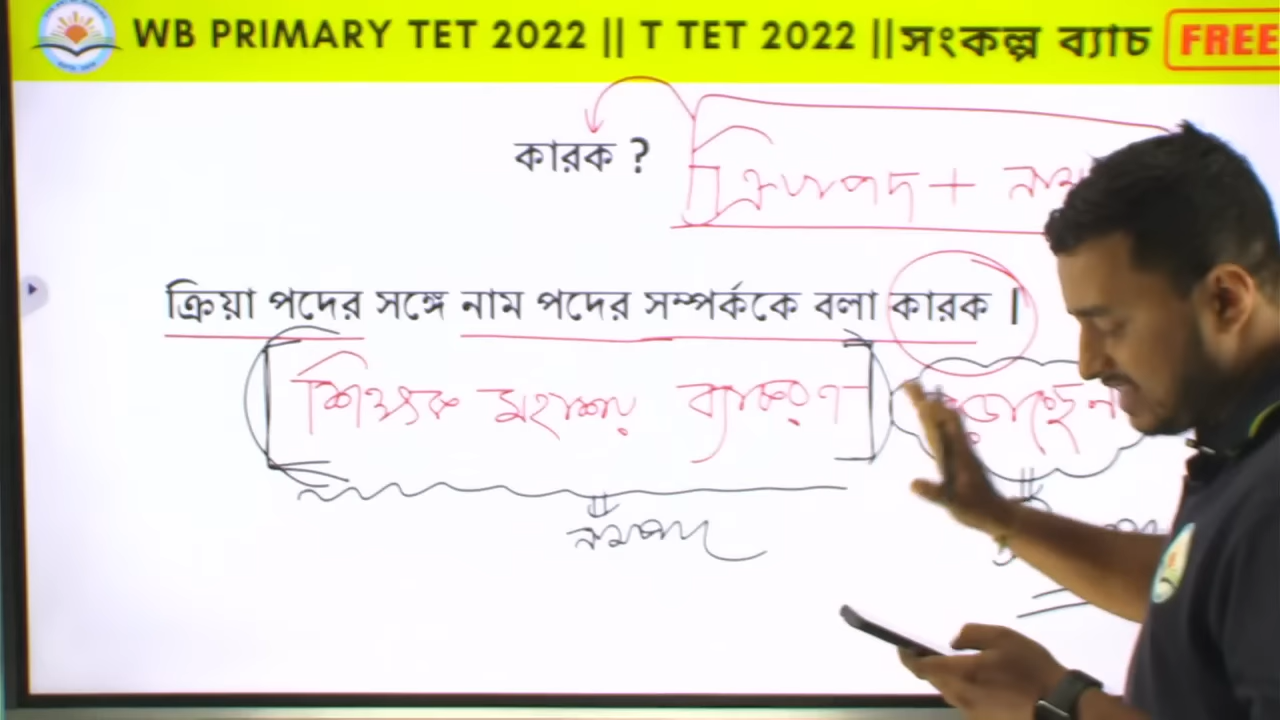 WB PRIMARY TET 2022 || T TET 2022 || সংকল্প ব্যাচ FREE
কারক ?
ক্রিয়াপদ +
ক্রিয়া পদের সঙ্গে নাম পদের সম্পর্ককে বলা কারক ।
শিক্ষক মহাশয় ব্যাকরণ
নামপদ